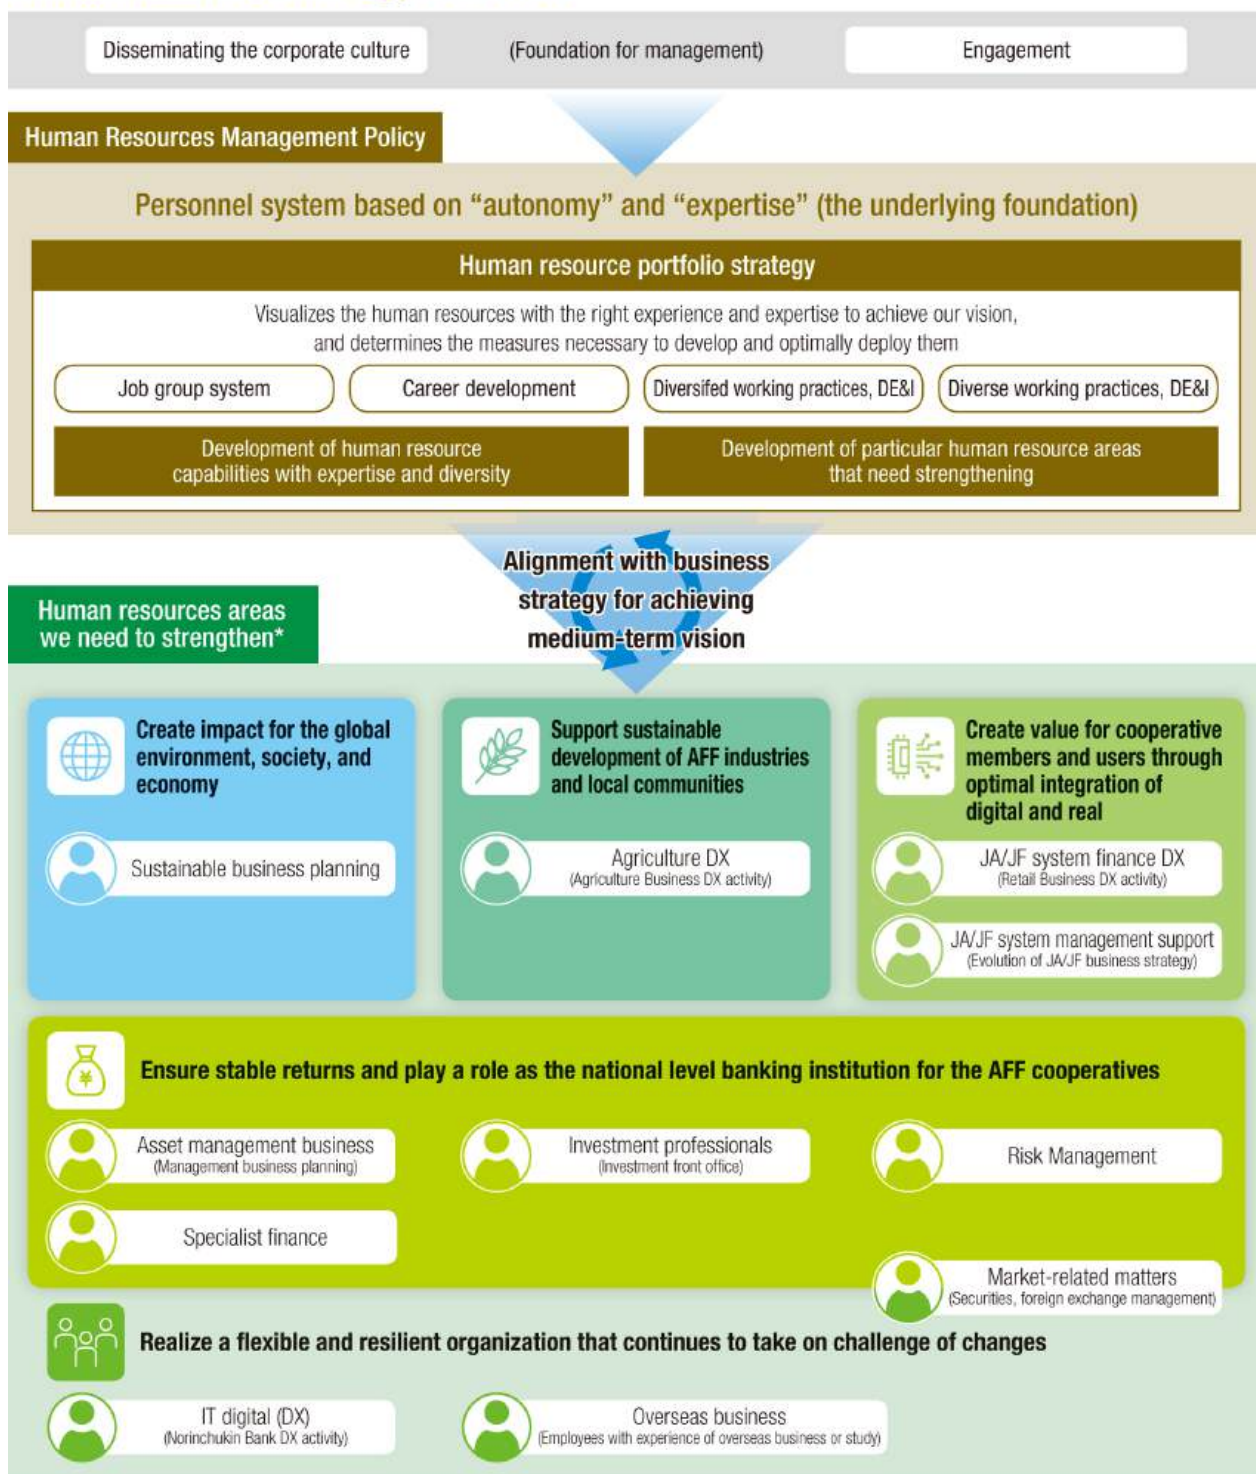 Disseminating the corporate culture
(Foundation for management)
Engagement
Human Resources Management Policy
Personnel system based on “autonomy” and “expertise” (the underlying foundation)
Human resource portfolio strategy
Visualizes the human resources with the right experience and expertise to achieve our vision,
and determines the measures necessary to develop and optimally deploy them
Job group system
Career development
Diversifed working practices, DE&I
Diverse working practices, DE&I
Development of human resource
capabilities with expertise and diversity
Development of particular human resource areas
that need strengthening
Alignment with business
strategy for achieving
medium-term vision
Human resources areas
we need to strengthen*
Create impact for the global
environment, society, and
economy
Sustainable business planning
Support sustainable
development of AFF industries
and local communities
Agriculture DX
(Agriculture Business DX activity)
Create value for cooperative
members and users through
optimal integration of
digital and real
JA/JF system finance DX
(Retail Business DX activity)
JA/JF system management support
(Evolution of JA/JF business strategy)
¥
Ensure stable returns and play a role as the national level banking institution for the AFF cooperatives
Asset management business
(Management business planning)
Investment professionals
(Investment front office)
Risk Management
Specialist finance
Market-related matters
(Securities, foreign exchange management)
Realize a flexible and resilient organization that continues to take on challenge of changes
IT digital (DX)
(Norinchukin Bank DX activity)
Overseas business
(Employees with experience of overseas business or study)